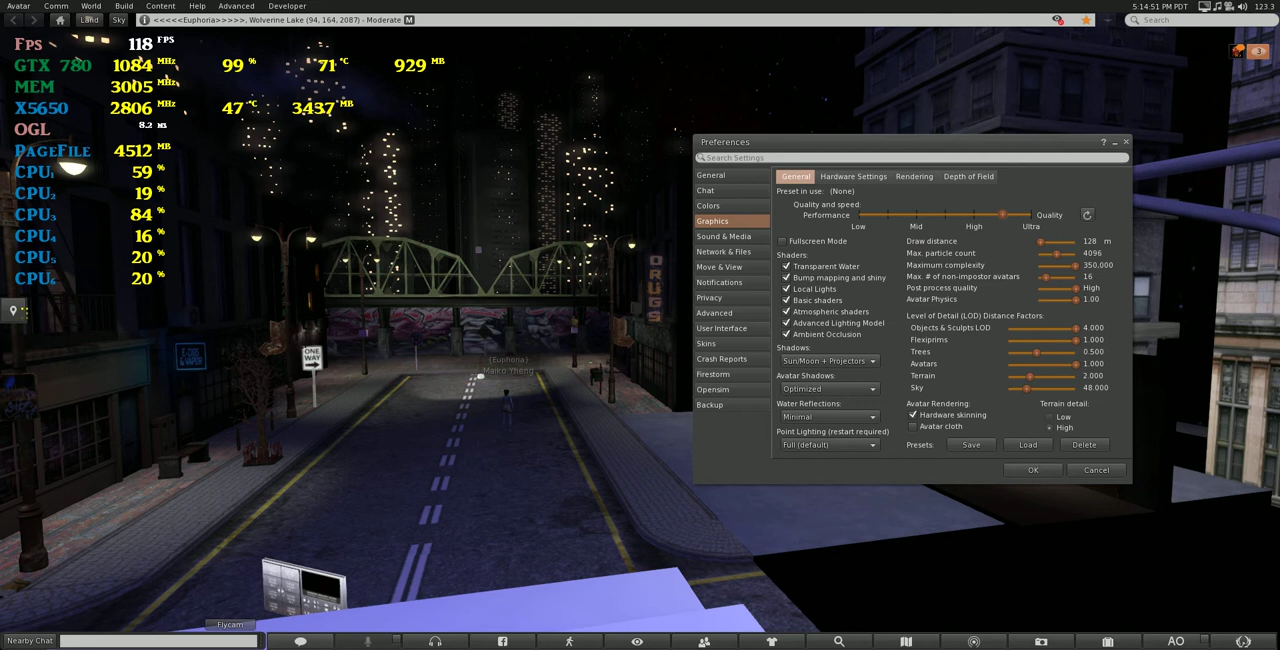 Avatar Comm World Build Content Help Advanced Developer
5:14:51 PM PDT 123.3
Land Sky <<<<<Euphoria>>>>>, Wolverine Lake (94, 164, 2087) - Moderate M
Search
FPS 118 FPS
GTX 780 1084 MHz 99 % 71 °C 929 MB
MEM 3005 MHz
X5650 2806 MHz 47 °C 3437 MB
OGL 8.2 MS
PAGEFILE 4512 MB
CPU1 59 %
CPU2 19 %
CPU3 84 %
CPU4 16 %
CPU5 20 %
CPU6 20 %
3
DRUGS
E-CIGS & VAPOR
ONE WAY
{Euphoria}
Maiko Yheng
Preferences
? _ ×
Search Settings
General
Chat
Colors
Graphics
Sound & Media
Network & Files
Move & View
Notifications
Privacy
Advanced
User Interface
Skins
Crash Reports
Firestorm
Opensim
Backup
General Hardware Settings Rendering Depth of Field
Preset in use: (None)
Quality and speed:
Performance Quality
Low Mid High Ultra
Fullscreen Mode
Shaders:
Transparent Water
Bump mapping and shiny
Local Lights
Basic shaders
Atmospheric shaders
Advanced Lighting Model
Ambient Occlusion
Shadows:
Sun/Moon + Projectors
Avatar Shadows:
Optimized
Water Reflections:
Minimal
Point Lighting (restart required)
Full (default)
Draw distance 128 m
Max. particle count 4096
Maximum complexity 350,000
Max. # of non-impostor avatars 16
Post process quality High
Avatar Physics 1.00
Level of Detail (LOD) Distance Factors:
Objects & Sculpts LOD 4.000
Flexiprims 1.000
Trees 0.500
Avatars 1.000
Terrain 2.000
Sky 48.000
Avatar Rendering:
Hardware skinning
Avatar cloth
Terrain detail:
Low
High
Presets: Save Load Delete
OK Cancel
Flycam
Nearby Chat
AO